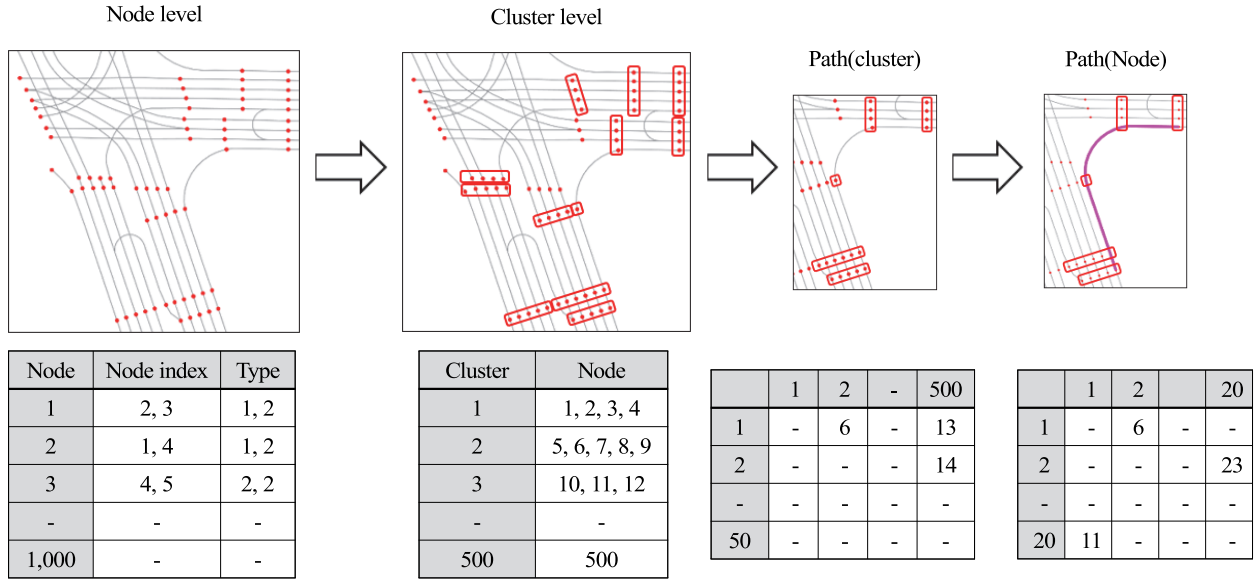 Node level
Cluster level
Path(cluster)
Path(Node)
Node Node index Type
1 2, 3 1, 2
2 1, 4 1, 2
3 4, 5 2, 2
- - -
1,000 - -
Cluster Node
1 1, 2, 3, 4
2 5, 6, 7, 8, 9
3 10, 11, 12
- -
500 500
1 2 - 500
1 - 6 - 13
2 - - - 14
- - - - -
50 - - - -
1 2 20
1 - 6 - -
2 - - - 23
- - - - -
20 11 - - -